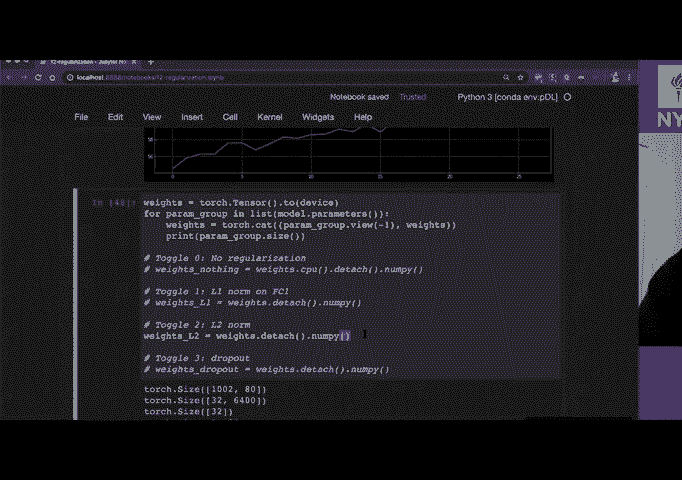 12-regularization - Jupyter N
localhost:8888/notebooks/12-regularization.ipynb
Notebook saved Trusted Python 3 [conda env:pDL]
File Edit View Insert Cell Kernel Widgets Help
0 5 10 15 20 25
In [48]: weights = torch.Tensor().to(device)
for param_group in list(model.parameters()):
weights = torch.cat((param_group.view(-1), weights))
print(param_group.size())
# Toggle 0: No regularization
# weights_nothing = weights.cpu().detach().numpy()
# Toggle 1: L1 norm on FC1
# weights_L1 = weights.detach().numpy()
# Toggle 2: L2 norm
weights_L2 = weights.detach().numpy()
# Toggle 3: dropout
# weights_dropout = weights.detach().numpy()
torch.Size([1002, 80])
torch.Size([32, 6400])
torch.Size([32])
NY